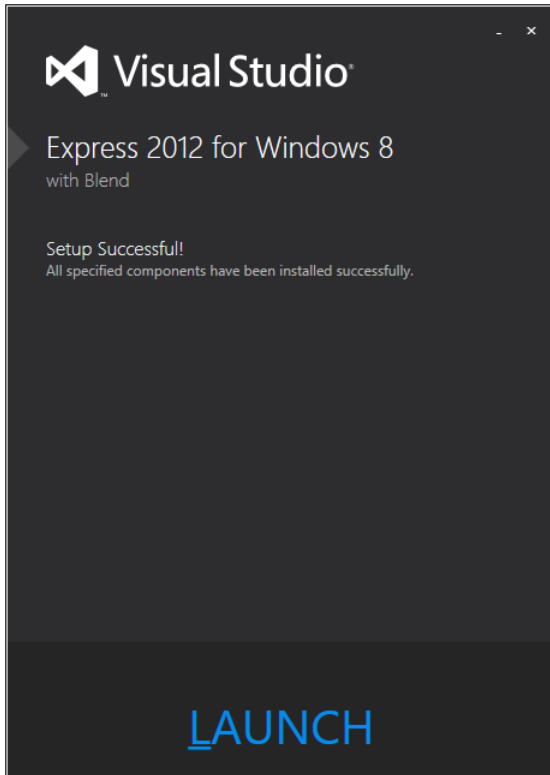 Visual Studio®
™
Express 2012 for Windows 8
with Blend
Setup Successful!
All specified components have been installed successfully.
LAUNCH